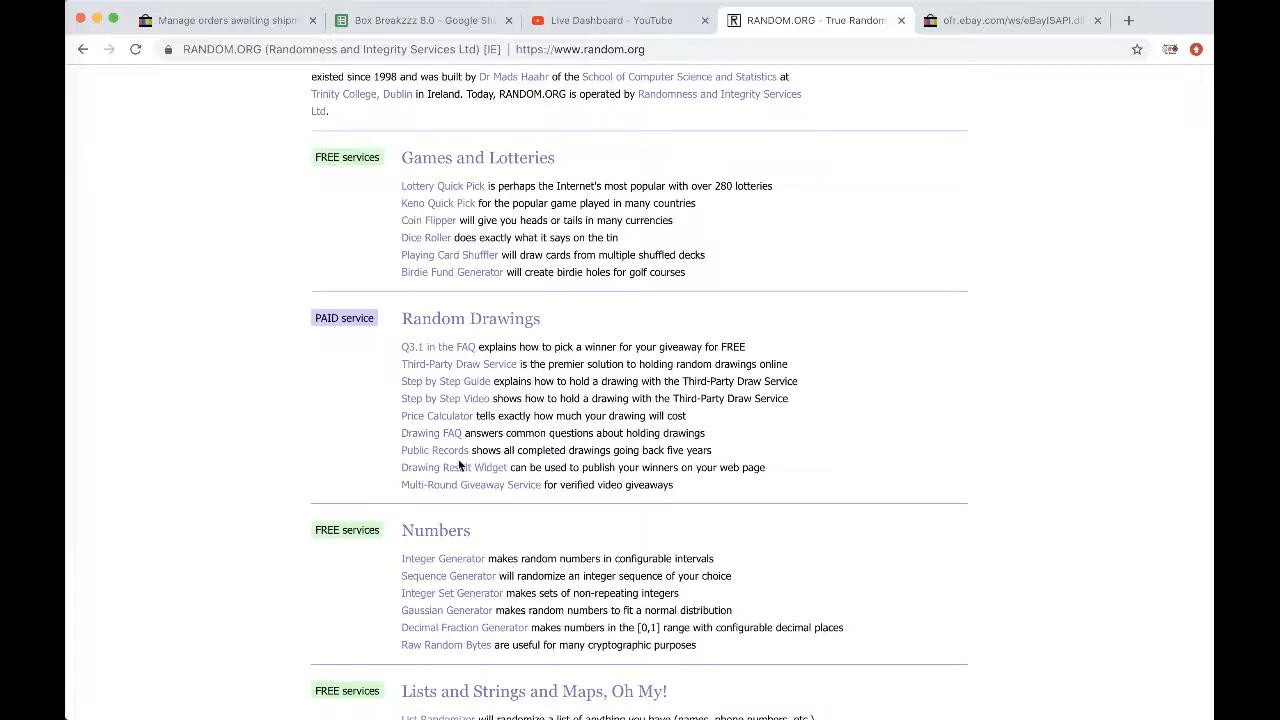 Manage orders awaiting shipm
Box Breakzzz 8.0 - Google She
Live Dashboard - YouTube
RANDOM.ORG - True Random
ofr.ebay.com/ws/eBayISAPI.dll
RANDOM.ORG (Randomness and Integrity Services Ltd) [IE] | https://www.random.org
existed since 1998 and was built by Dr Mads Haahr of the School of Computer Science and Statistics at
Trinity College, Dublin in Ireland. Today, RANDOM.ORG is operated by Randomness and Integrity Services
Ltd.
FREE services
Games and Lotteries
Lottery Quick Pick is perhaps the Internet's most popular with over 280 lotteries
Keno Quick Pick for the popular game played in many countries
Coin Flipper will give you heads or tails in many currencies
Dice Roller does exactly what it says on the tin
Playing Card Shuffler will draw cards from multiple shuffled decks
Birdie Fund Generator will create birdie holes for golf courses
PAID service
Random Drawings
Q3.1 in the FAQ explains how to pick a winner for your giveaway for FREE
Third-Party Draw Service is the premier solution to holding random drawings online
Step by Step Guide explains how to hold a drawing with the Third-Party Draw Service
Step by Step Video shows how to hold a drawing with the Third-Party Draw Service
Price Calculator tells exactly how much your drawing will cost
Drawing FAQ answers common questions about holding drawings
Public Records shows all completed drawings going back five years
Drawing Result Widget can be used to publish your winners on your web page
Multi-Round Giveaway Service for verified video giveaways
FREE services
Numbers
Integer Generator makes random numbers in configurable intervals
Sequence Generator will randomize an integer sequence of your choice
Integer Set Generator makes sets of non-repeating integers
Gaussian Generator makes random numbers to fit a normal distribution
Decimal Fraction Generator makes numbers in the [0,1] range with configurable decimal places
Raw Random Bytes are useful for many cryptographic purposes
FREE services
Lists and Strings and Maps, Oh My!
List Randomizer will randomize a list of anything you have (names, phone numbers, etc.)